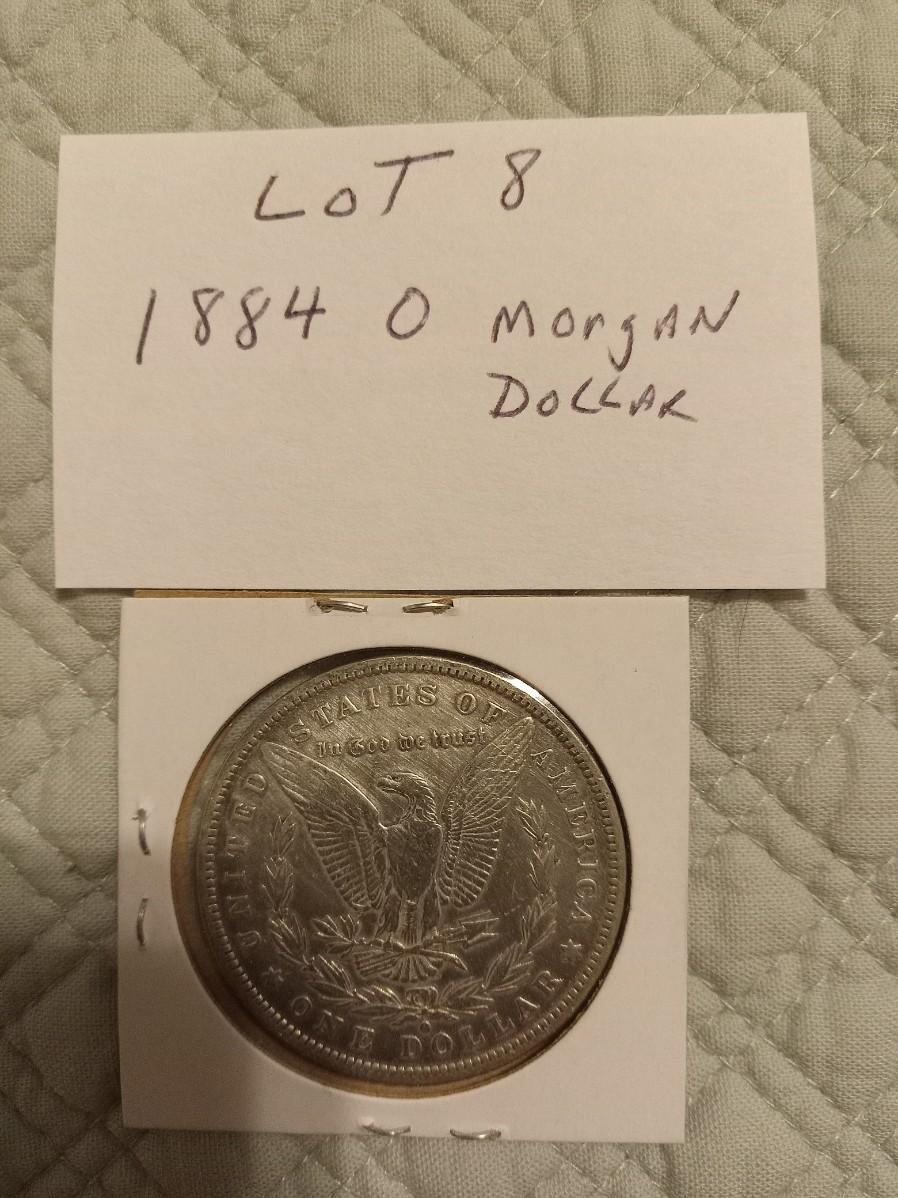 LOT 8
1884 O MOrgAN
DOLLAR
UNITED STATES OF AMERICA
In God we trust
O
★ ONE DOLLAR ★